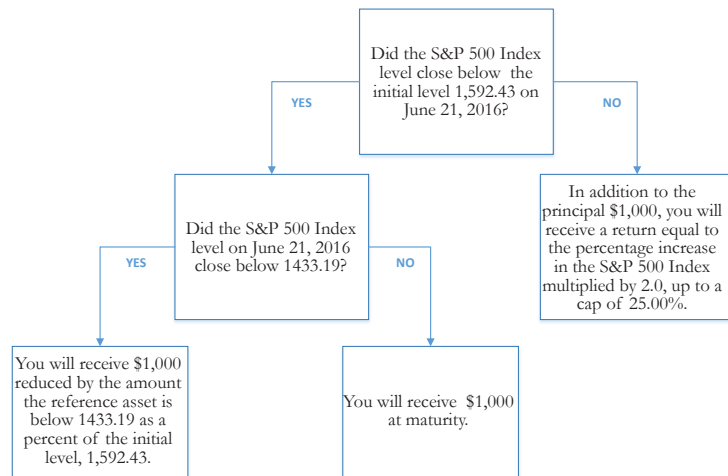 Did the S&P 500 Index
level close below the
initial level 1,592.43 on
June 21, 2016?
YES
NO
Did the S&P 500 Index
level on June 21, 2016
close below 1433.19?
In addition to the
principal $1,000, you will
receive a return equal to
the percentage increase
in the S&P 500 Index
multiplied by 2.0, up to a
cap of 25.00%.
YES
NO
You will receive $1,000
reduced by the amount
the reference asset is
below 1433.19 as a
percent of the initial
level, 1,592.43.
You will receive $1,000
at maturity.